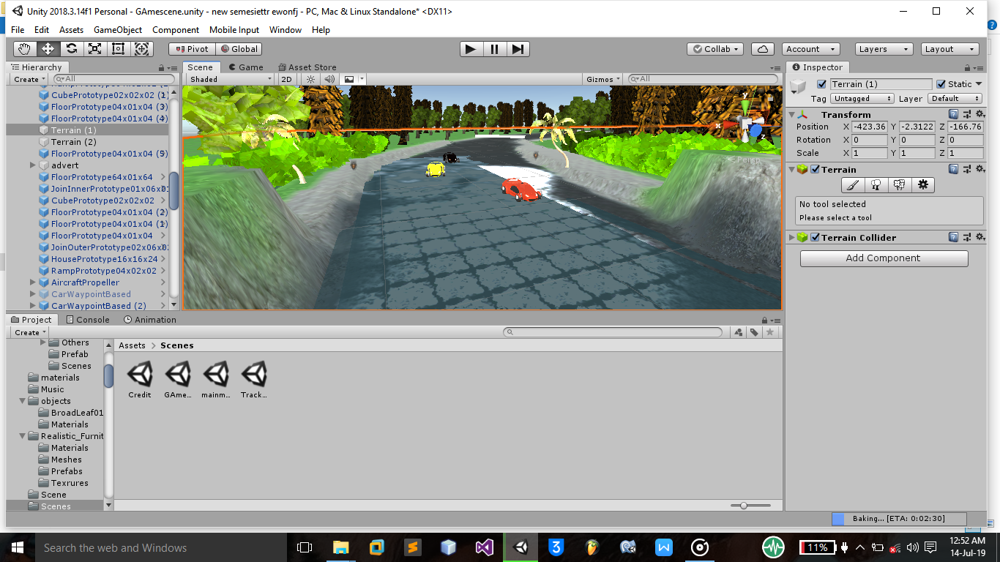 Unity 2018.3.14f1 Personal - GAmescene.unity - new semesiettr ewonfj - PC, Mac & Linux Standalone* <DX11>
File Edit Assets GameObject Component Mobile Input Window Help
Pivot Global Collab Account Layers Layout
Hierarchy Scene Game Asset Store Inspector
Create All Shaded 2D Gizmos All
CubePrototype02x02x02 (1)
FloorPrototype04x01x04 (3)
FloorPrototype04x01x04 (4)
Terrain (1)
Terrain (2)
FloorPrototype04x01x04 (5)
advert
FloorPrototype64x01x64
JoinInnerPrototype01x06x01
CubePrototype02x02x02
FloorPrototype04x01x04 (2)
FloorPrototype04x01x04 (1)
FloorPrototype04x01x04
JoinOuterPrototype02x06x02
HousePrototype16x16x24
RampPrototype04x02x02
AircraftPropeller
CarWaypointBased
CarWaypointBased (2)
y
x
z
Persp
Terrain (1) Static
Tag Untagged Layer Default
Transform
Position X -423.36 Y -2.3122 Z -166.76
Rotation X 0 Y 0 Z 0
Scale X 1 Y 1 Z 1
Terrain
No tool selected
Please select a tool
Terrain Collider
Add Component
Project Console Animation
Create
Others
Prefab
Scenes
materials
Music
objects
BroadLeaf01
Materials
Realistic_Furnit
Materials
Meshes
Prefabs
Texrures
Scene
Scenes
Assets > Scenes
Credit GAme... mainm... Track...
Baking... [ETA: 0:02:30]
Search the web and Windows
11%
12:52 AM
14-Jul-19